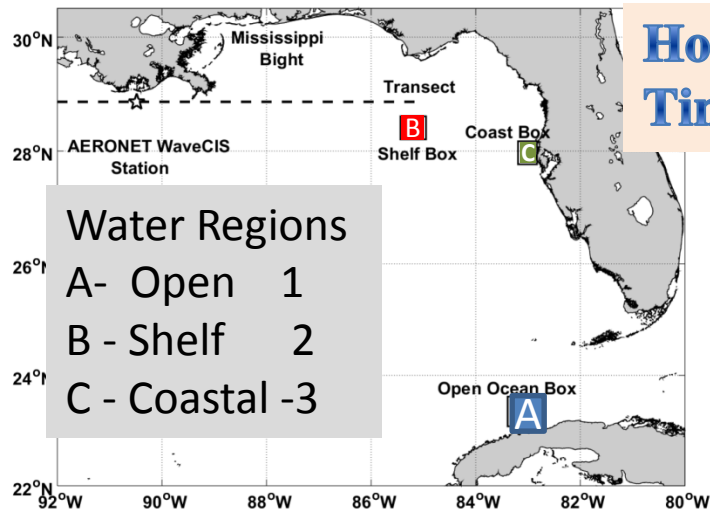 30°N
Mississippi
Bight
Transect
AERONET WaveCIS
Station
B
Shelf Box
Coast Box
C
28°N
Water Regions
A- Open 1
B - Shelf 2
C - Coastal -3
26°N
24°N
Open Ocean Box
A
22°N
92°W 90°W 86°W 84°W 82°W 80°W